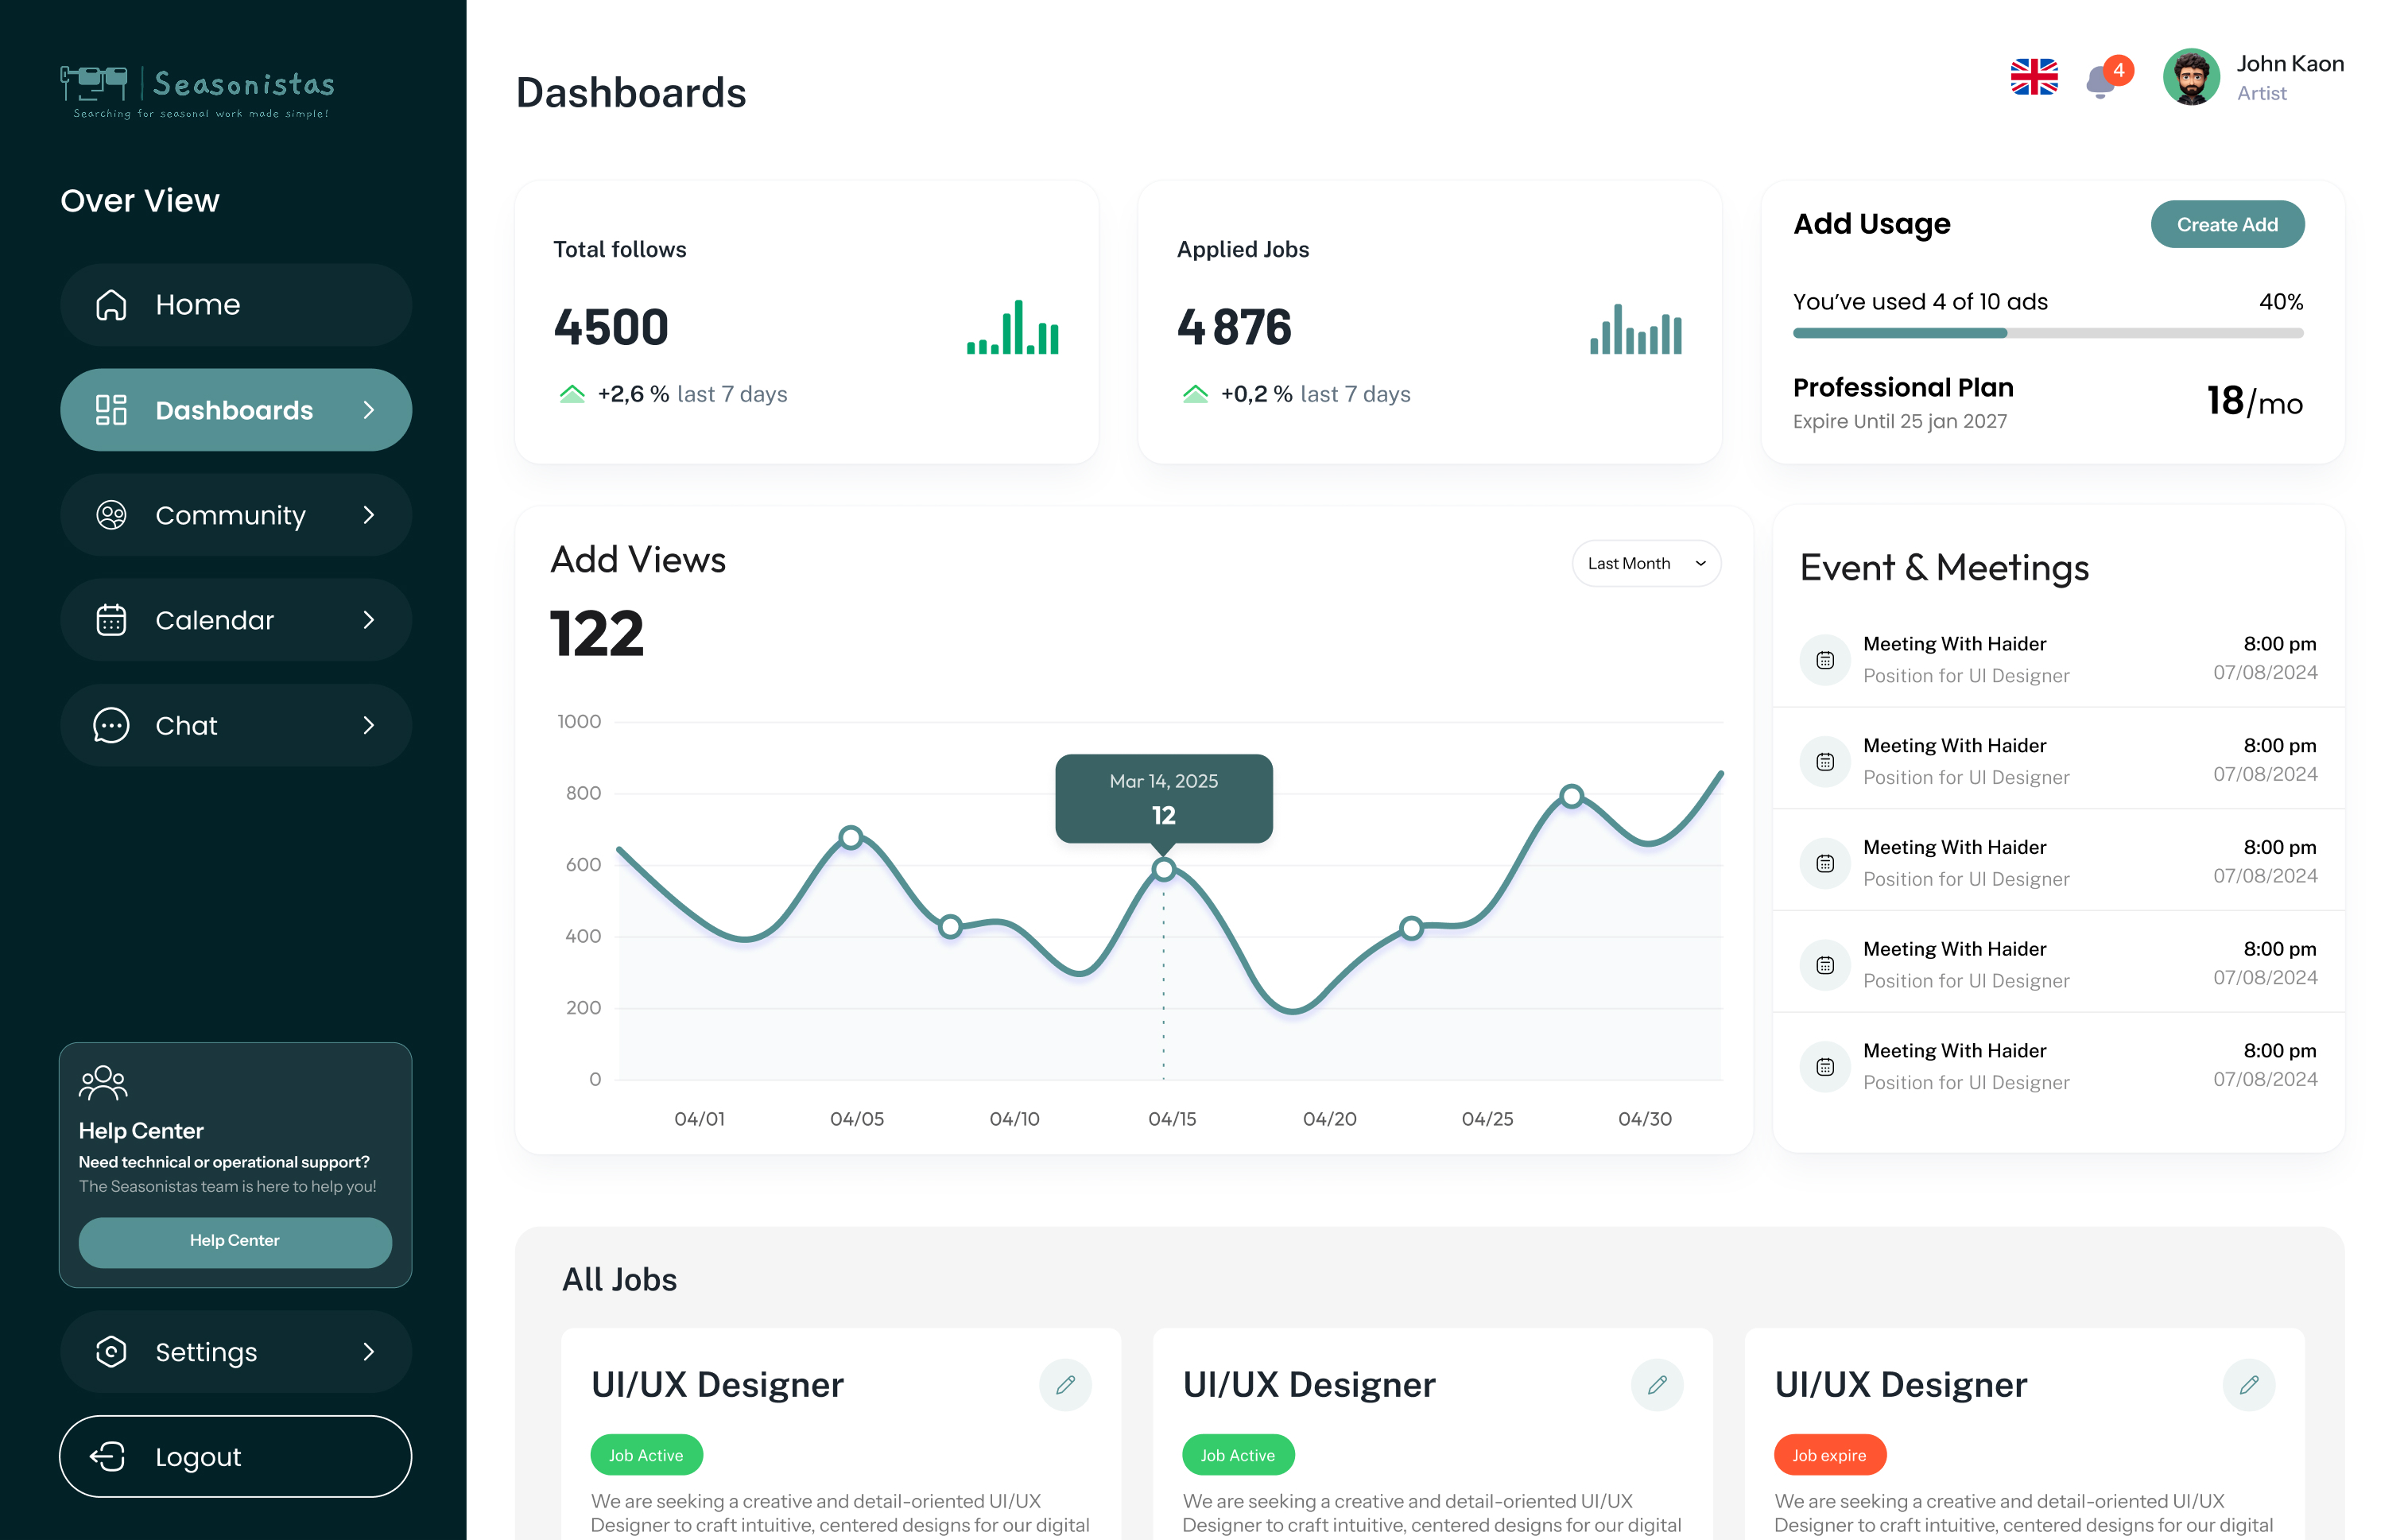 Seasonistas
Searching for seasonal work made simple!
Over View
Home
Dashboards
Community
Calendar
Chat
Help Center
Need technical or operational support?
The Seasonistas team is here to help you!
Help Center
Settings
Logout
Dashboards
4
John Kaon
Artist
Total follows
4500
+2,6 % last 7 days
Applied Jobs
4 876
+0,2 % last 7 days
Add Usage
Create Add
You've used 4 of 10 ads 40%
Professional Plan
Expire Until 25 jan 2027
18/mo
Add Views
Last Month
122
1000
800
600
400
200
0
Mar 14, 2025
12
04/01 04/05 04/10 04/15 04/20 04/25 04/30
Event & Meetings
Meeting With Haider 8:00 pm
Position for UI Designer 07/08/2024
Meeting With Haider 8:00 pm
Position for UI Designer 07/08/2024
Meeting With Haider 8:00 pm
Position for UI Designer 07/08/2024
Meeting With Haider 8:00 pm
Position for UI Designer 07/08/2024
Meeting With Haider 8:00 pm
Position for UI Designer 07/08/2024
All Jobs
UI/UX Designer
Job Active
We are seeking a creative and detail-oriented UI/UX
Designer to craft intuitive, centered designs for our digital
UI/UX Designer
Job Active
We are seeking a creative and detail-oriented UI/UX
Designer to craft intuitive, centered designs for our digital
UI/UX Designer
Job expire
We are seeking a creative and detail-oriented UI/UX
Designer to craft intuitive, centered designs for our digital